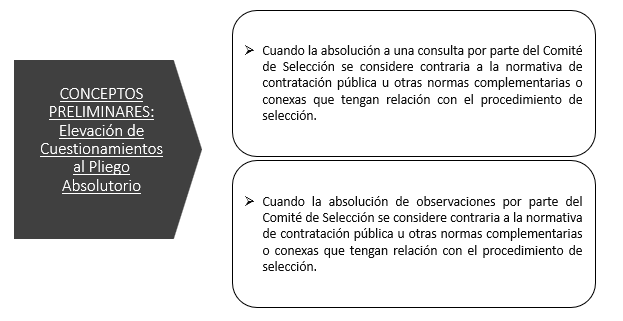 CONCEPTOS
PRELIMINARES:
Elevación de
Cuestionamientos
al Pliego
Absolutorio
➤ Cuando la absolución a una consulta por parte del Comité
de Selección se considere contraria a la normativa de
contratación pública u otras normas complementarias o
conexas que tengan relación con el procedimiento de
selección.
➤ Cuando la absolución de observaciones por parte del
Comité de Selección se considere contraria a la normativa
de contratación pública u otras normas complementarias
o conexas que tengan relación con el procedimiento de
selección.